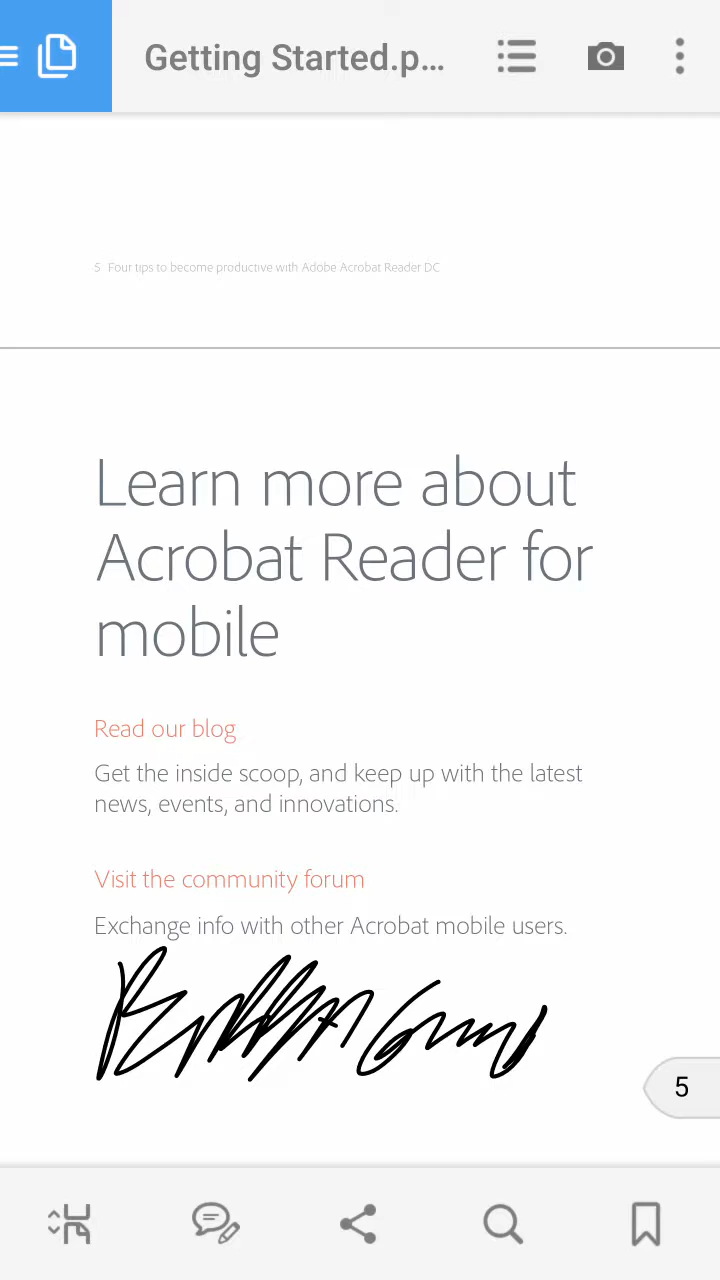 Getting Started.p...
5 Four tips to become productive with Adobe Acrobat Reader DC
Learn more about
Acrobat Reader for
mobile
Read our blog
Get the inside scoop, and keep up with the latest
news, events, and innovations.
Visit the community forum
Exchange info with other Acrobat mobile users.
5